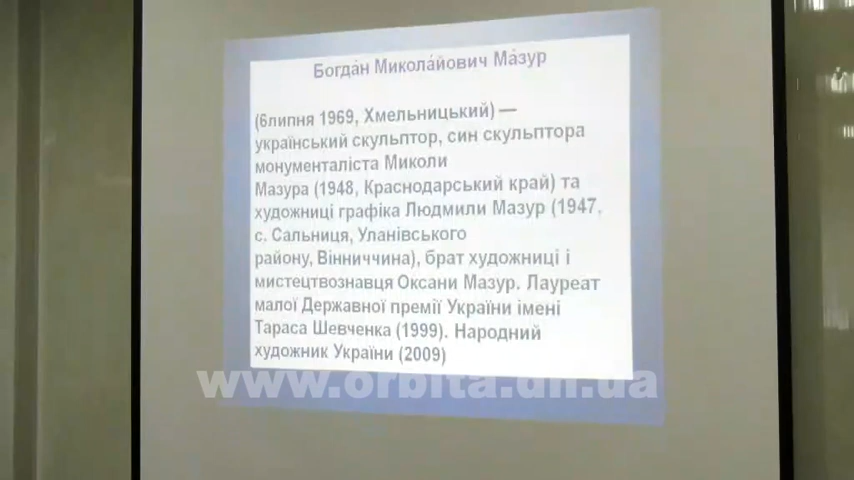 Богда́н Микола́йович Ма́зур
(6липня 1969, Хмельницький) —
український скульптор, син скульптора
монументаліста Миколи
Мазура (1948, Краснодарський край) та
художниці графіка Людмили Мазур (1947,
с. Сальниця, Уланівського
району, Вінниччина), брат художниці і
мистецтвознавця Оксани Мазур. Лауреат
малої Державної премії України імені
Тараса Шевченка (1999). Народний
художник України (2009)
www.orbita.dn.ua